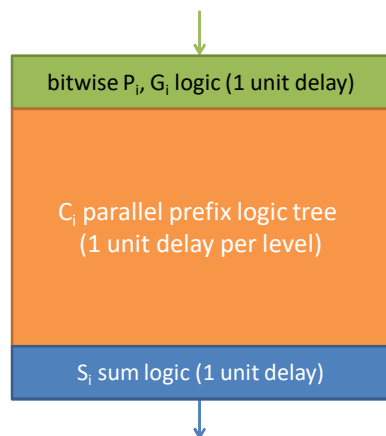 bitwise Pᵢ, Gᵢ logic (1 unit delay)
Cᵢ parallel prefix logic tree
(1 unit delay per level)
Sᵢ sum logic (1 unit delay)